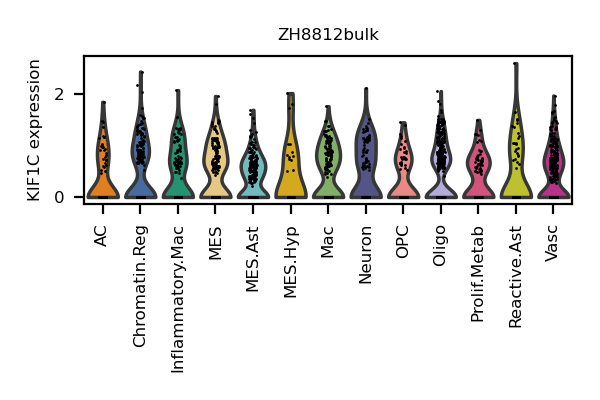 ZH8812bulk
KIF1C expression
2
0
AC
Chromatin.Reg
Inflammatory.Mac
MES
MES.Ast
MES.Hyp
Mac
Neuron
OPC
Oligo
Prolif.Metab
Reactive.Ast
Vasc